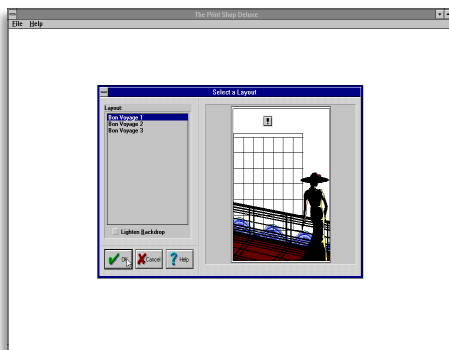 The Print Shop Deluxe
File Help
Select a Layout
Layout:
Bon Voyage 1
Bon Voyage 2
Bon Voyage 3
Lighten Backdrop
OK Cancel Help